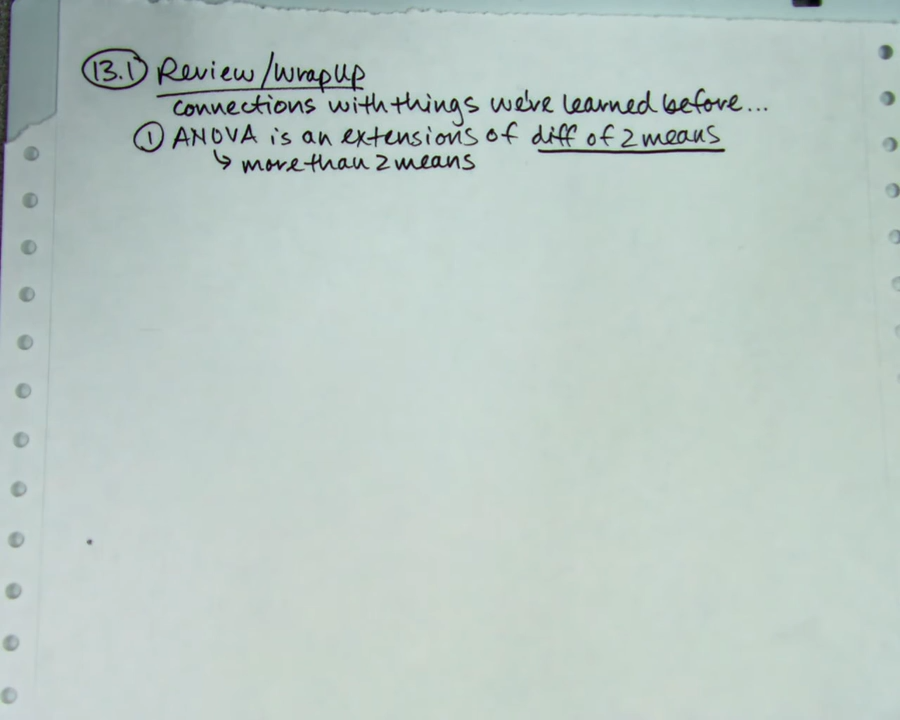 13.1 Review/WrapUp
connections with things we've learned before...
① ANOVA is an extensions of diff of 2 means
↳ more than 2 means